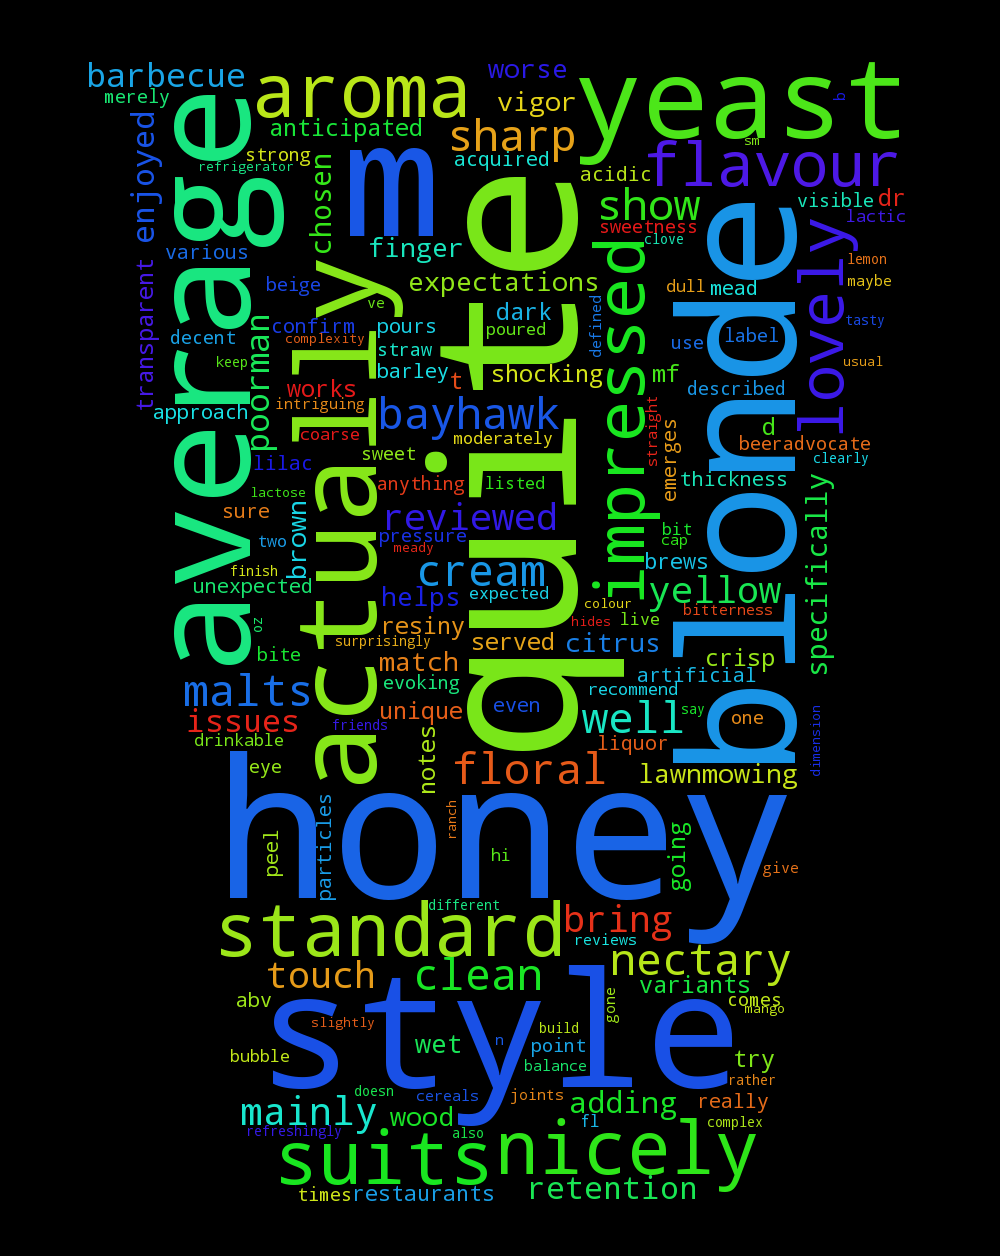 barbecue
aroma
worse
yeast
merely
vigor
b
anticipated
sharp
sm
strong
refrigerator
m
acquired
acidic
flavour
enjoyed
average
chosen
show
visible
dr
sweetness
lactic
various
finger
clove
lovely
lemon
transparent
beige
ve
expectations
quite
impressed
blonde
dull
mead
maybe
decent
confirm
pours
dark
poured
defined
use
label
tasty
complexity
straw
keep
poorman
actually
barley
t
shocking
mf
described
usual
approach
intriguing
works
bayhawk
straight
d
coarse
moderately
emerges
beeradvocate
sweet
lilac
anything
listed
thickness
clearly
lactose
sure
reviewed
bit
specifically
two
brown
pressure
cap
meady
finish
cream
brews
unexpected
helps
expected
yellow
colour
bitterness
oz
resiny
hides
live
surprisingly
served
citrus
bite
match
crisp
malts
evoking
artificial
recommend
issues
friends
unique
even
well
say
one
dimension
drinkable
notes
liquor
eye
floral
lawnmowing
honey
peel
particles
ranch
hi
going
give
standard
different
bring
reviews
touch
clean
nectary
variants
abv
style
gone
comes
mango
slightly
build
bubble
wet
n
point
balance
try
rather
doesn
cereals
joints
mainly
wood
adding
really
fl
complex
refreshingly
also
suits
nicely
times
restaurants
retention